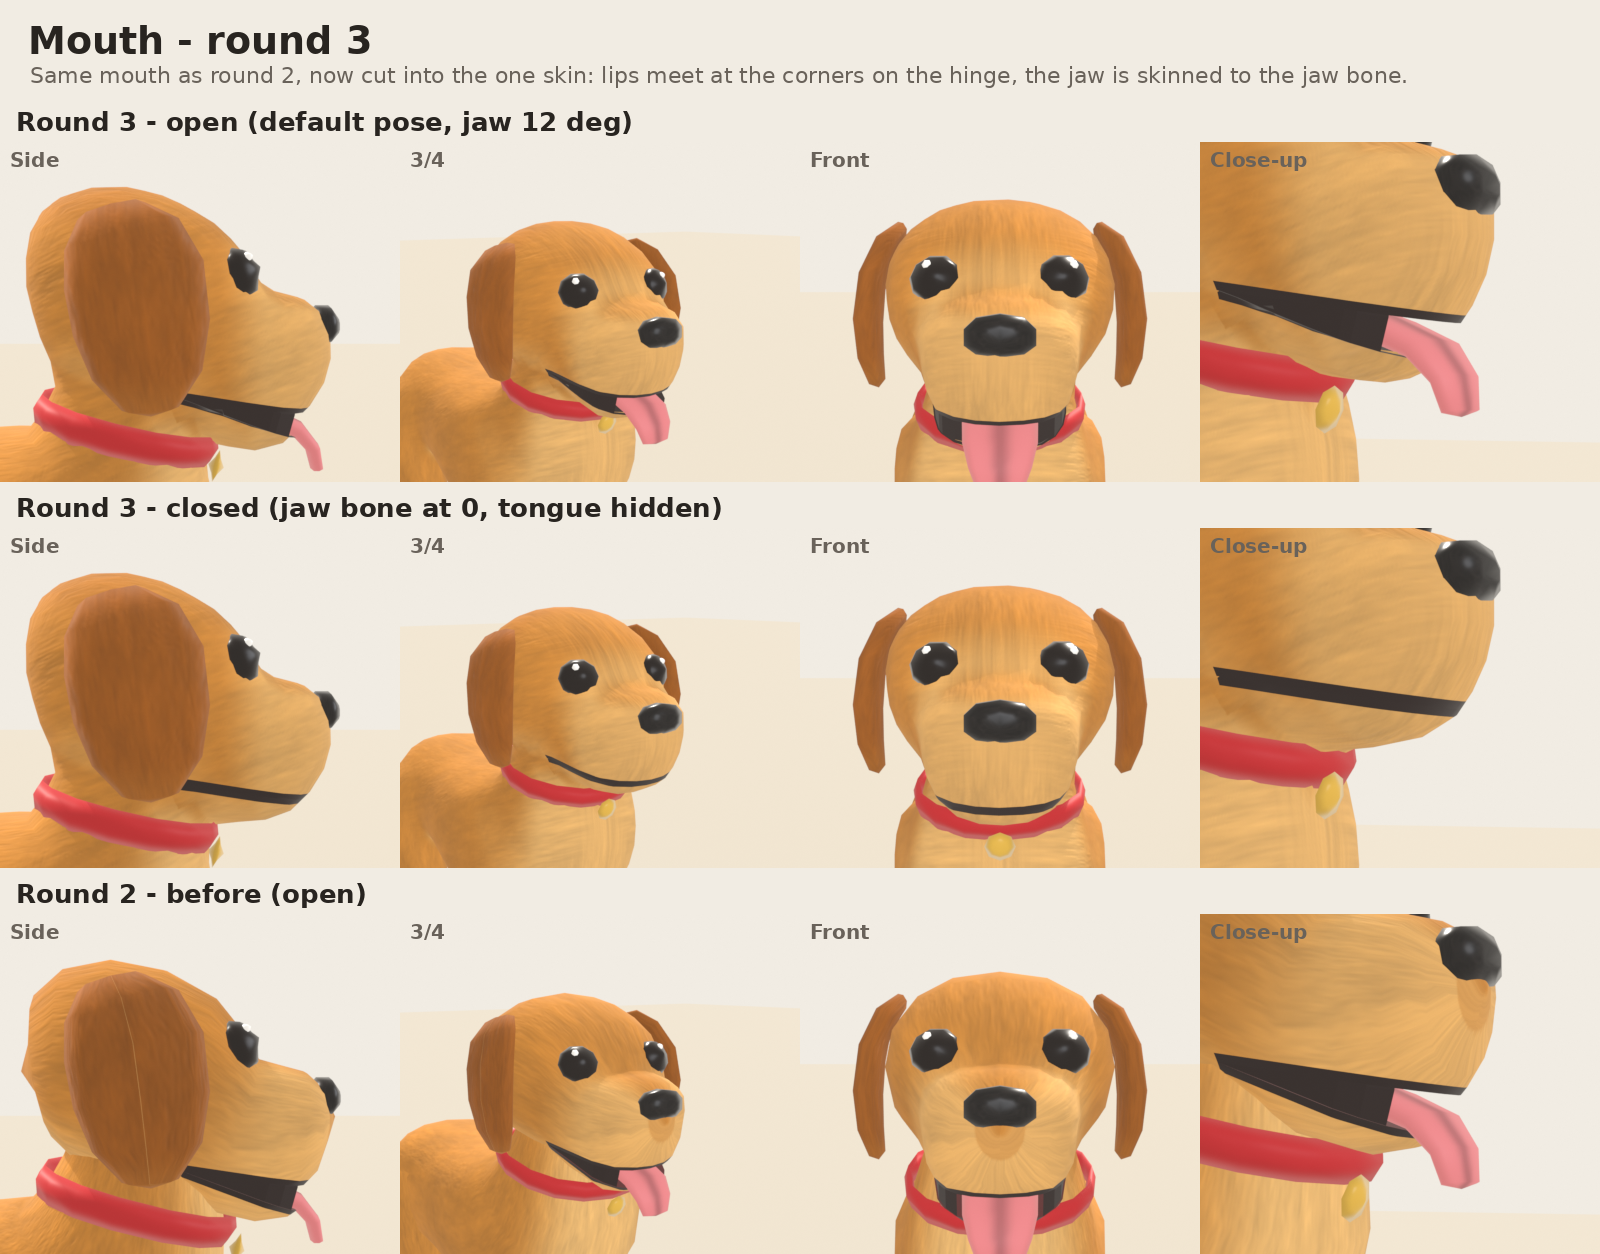 Mouth - round 3
Same mouth as round 2, now cut into the one skin: lips meet at the corners on the hinge, the jaw is skinned to the jaw bone.
Round 3 - open (default pose, jaw 12 deg)
Side
3/4
Front
Close-up
Round 3 - closed (jaw bone at 0, tongue hidden)
Side
3/4
Front
Close-up
Round 2 - before (open)
Side
3/4
Front
Close-up